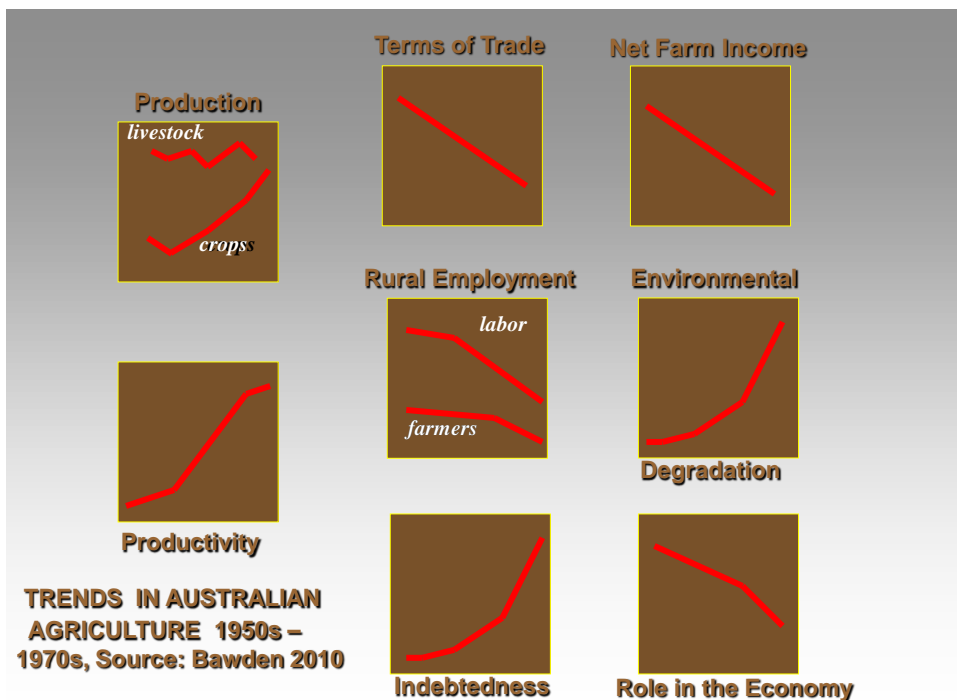 Terms of Trade
Net Farm Income
Production
livestock
crops
Rural Employment
Environmental
labor
farmers
Degradation
Productivity
TRENDS IN AUSTRALIAN
AGRICULTURE 1950s –
1970s, Source: Bawden 2010
Indebtedness
Role in the Economy